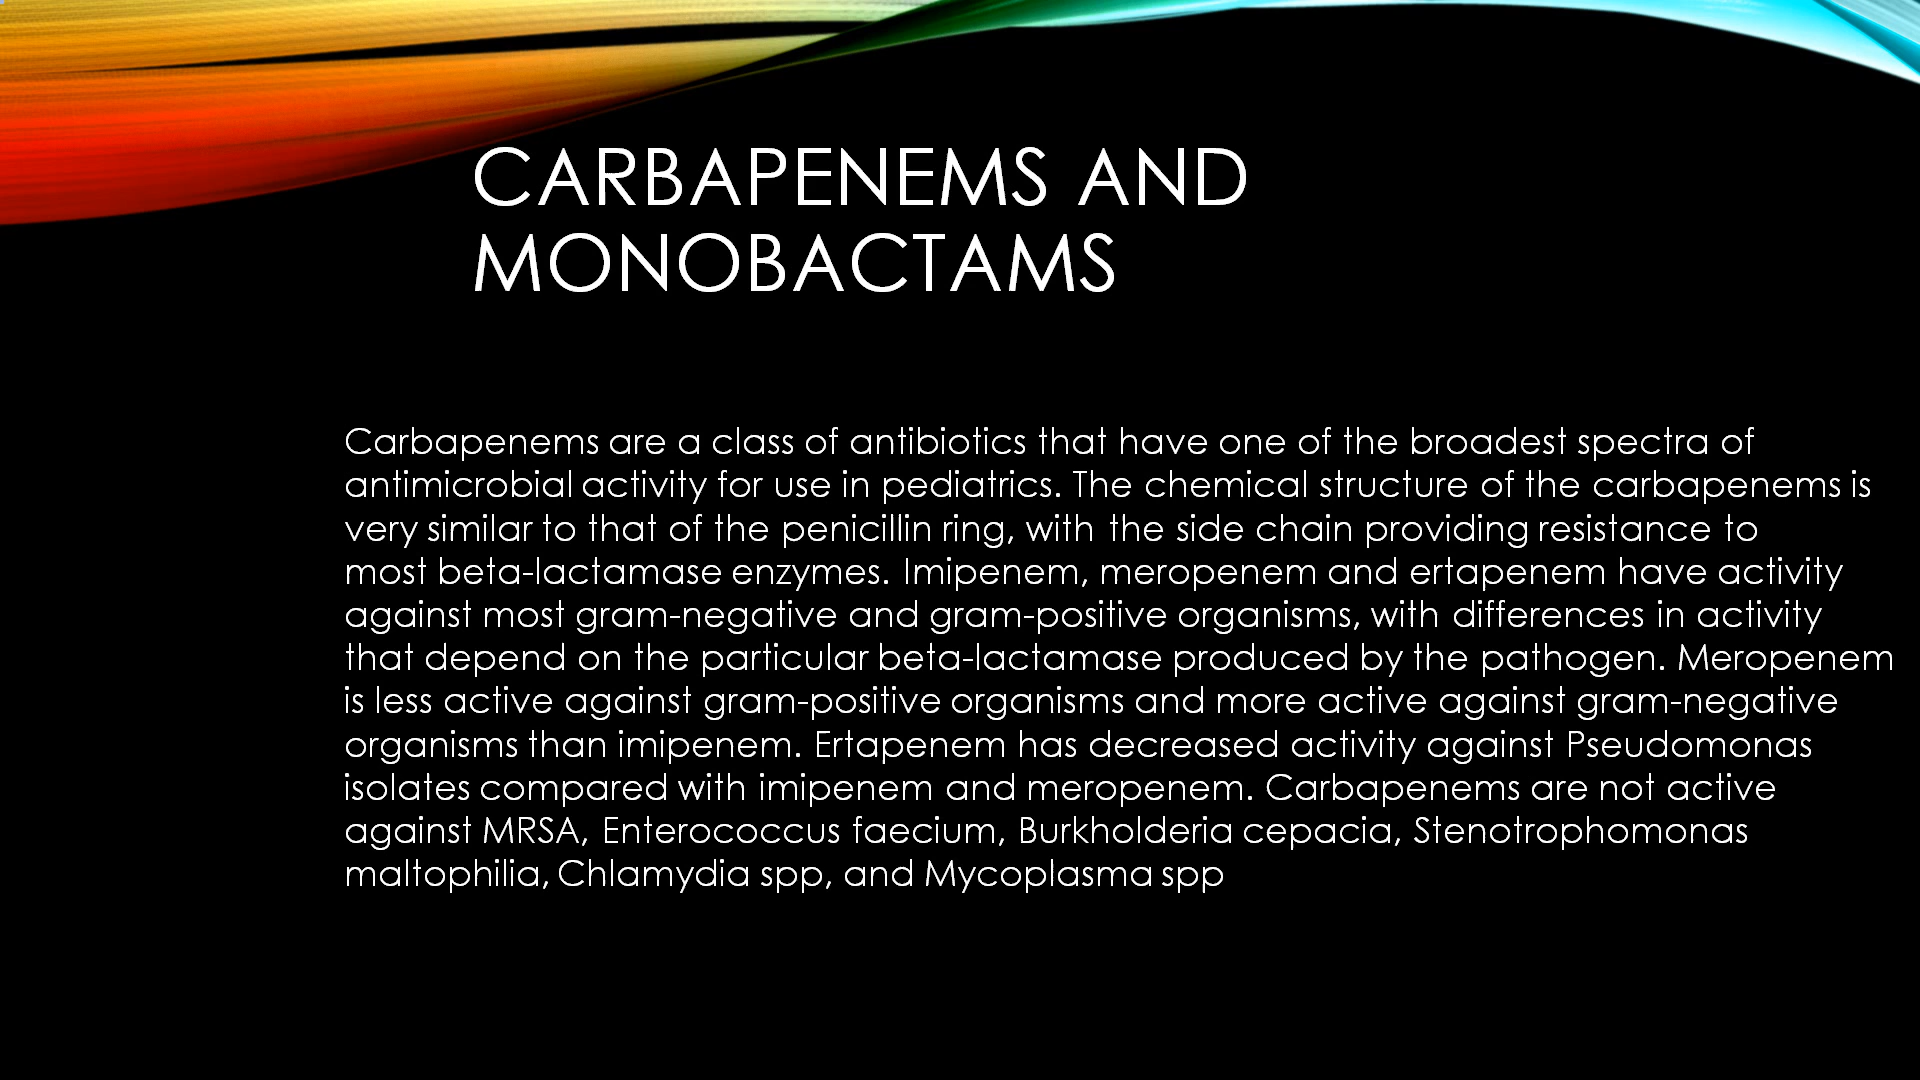 CARBAPENEMS AND
MONOBACTAMS
Carbapenems are a class of antibiotics that have one of the broadest spectra of
antimicrobial activity for use in pediatrics. The chemical structure of the carbapenems is
very similar to that of the penicillin ring, with the side chain providing resistance to
most beta-lactamase enzymes. Imipenem, meropenem and ertapenem have activity
against most gram-negative and gram-positive organisms, with differences in activity
that depend on the particular beta-lactamase produced by the pathogen. Meropenem
is less active against gram-positive organisms and more active against gram-negative
organisms than imipenem. Ertapenem has decreased activity against Pseudomonas
isolates compared with imipenem and meropenem. Carbapenems are not active
against MRSA, Enterococcus faecium, Burkholderia cepacia, Stenotrophomonas
maltophilia, Chlamydia spp, and Mycoplasma spp